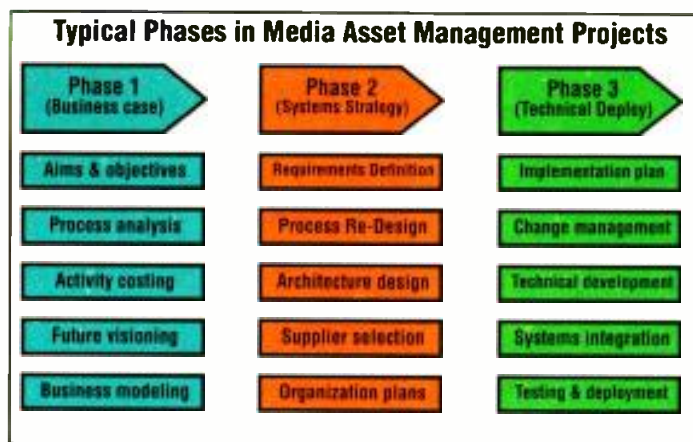 Typical Phases in Media Asset Management Projects
Phase 1
(Business case)
Aims & objectives
Process analysis
Activity costing
Future visioning
Business modeling
Phase 2
(Systems Strategy)
Requirements Definition
Process Re-Design
Architecture design
Supplier selection
Organization plans
Phase 3
(Technical Deploy)
Implementation plan
Change management
Technical development
Systems integration
Testing & deployment